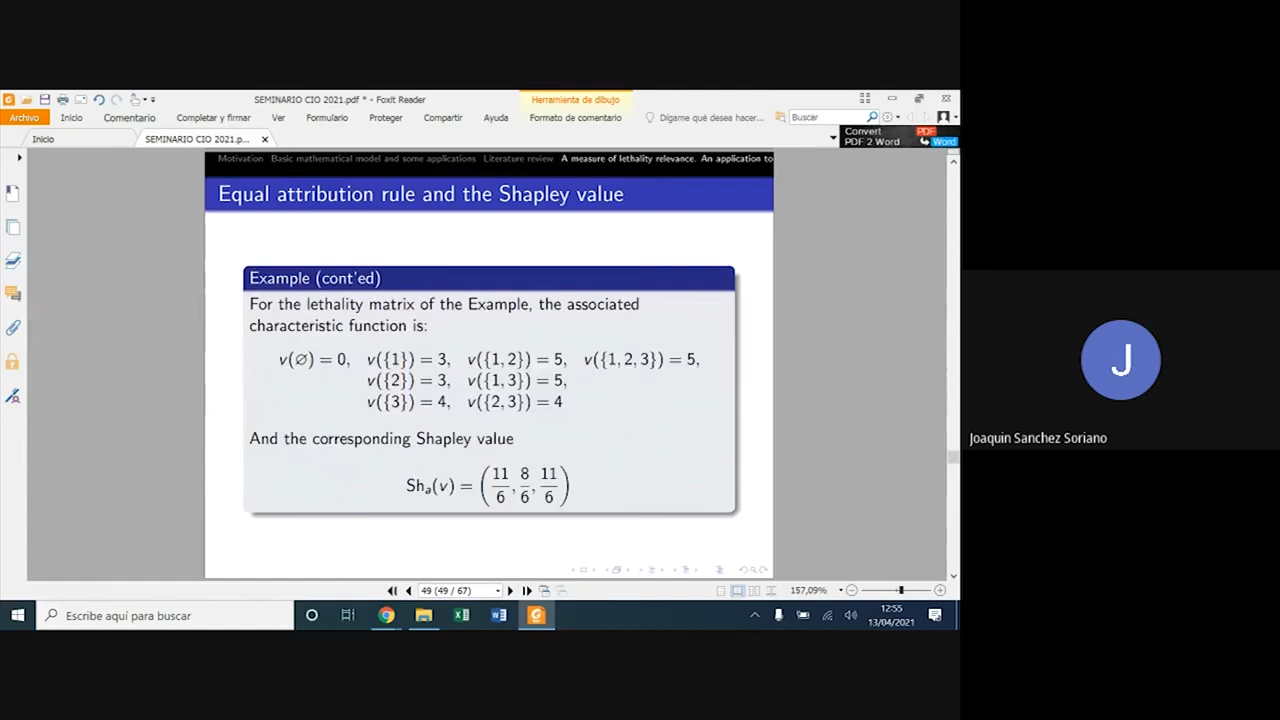 SEMINARIO CIO 2021.pdf * - Foxit Reader
Herramienta de dibujo
Archivo Inicio Comentario Completar y firmar Ver Formulario Proteger Compartir Ayuda Formato de comentario Dígame qué desea hacer... Buscar
Inicio SEMINARIO CIO 2021.pd...
Convert PDF
PDF 2 Word Word
Motivation Basic mathematical model and some applications Literature review A measure of lethality relevance. An application to
Equal attribution rule and the Shapley value
Example (cont'ed)
For the lethality matrix of the Example, the associated
characteristic function is:
v(∅) = 0, v({1}) = 3, v({1, 2}) = 5, v({1, 2, 3}) = 5,
v({2}) = 3, v({1, 3}) = 5,
v({3}) = 4, v({2, 3}) = 4
And the corresponding Shapley value
Shₐ(v) = (11/6, 8/6, 11/6)
49 (49 / 67) 157,09%
Escribe aquí para buscar
12:55
13/04/2021
J
Joaquin Sanchez Soriano